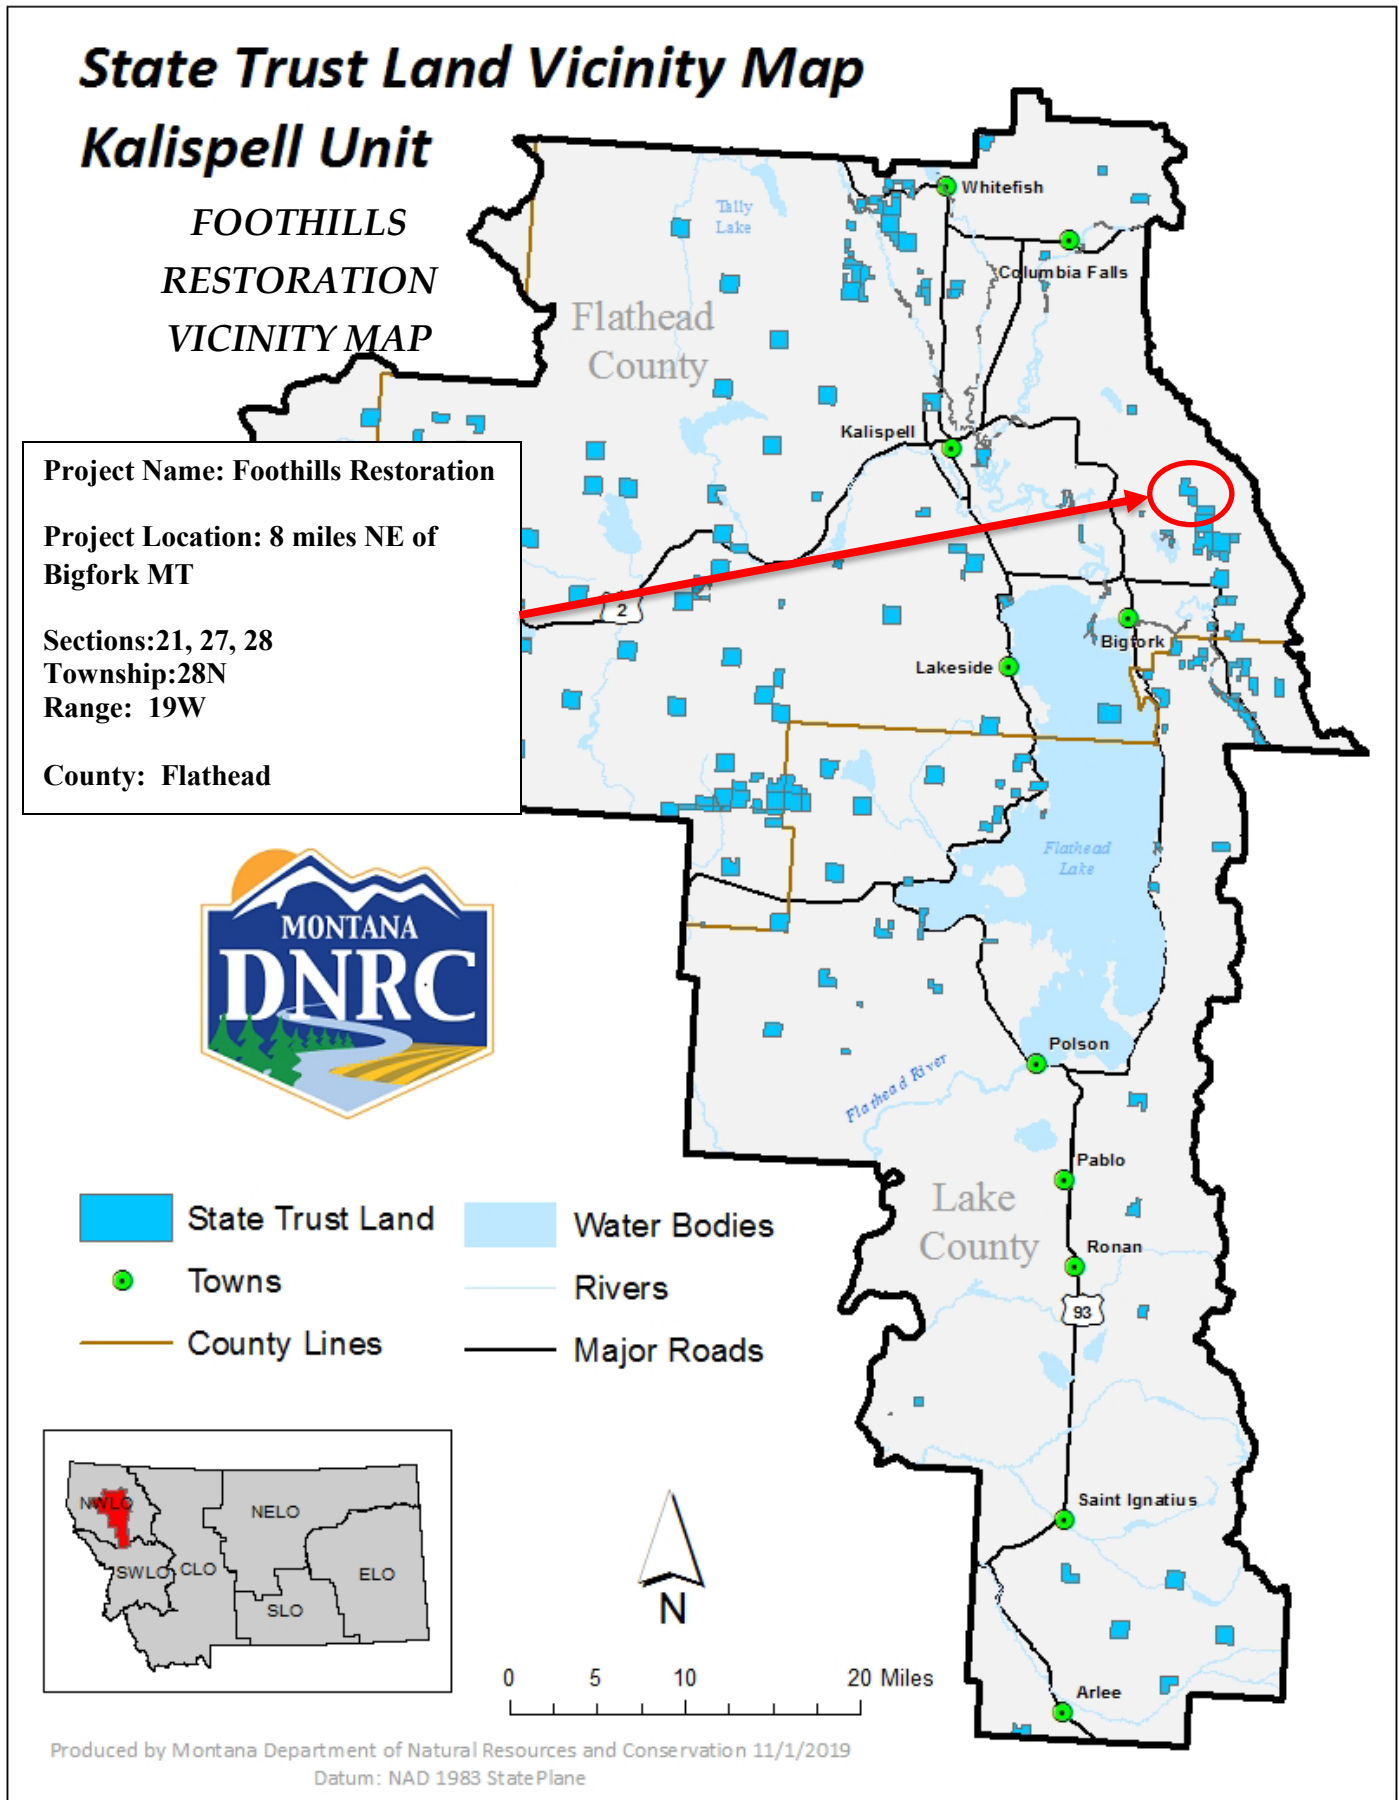 State Trust Land Vicinity Map
Kalispell Unit
FOOTHILLS
RESTORATION
VICINITY MAP
Project Name: Foothills Restoration
Project Location: 8 miles NE of
Bigfork MT
Sections:21, 27, 28
Township:28N
Range: 19W
County: Flathead
Whitefish
Tally
Lake
Columbia Falls
Flathead
County
Kalispell
2
Bigfork
Lakeside
Flathead
Lake
Polson
Flathead River
Pablo
Lake
County
Ronan
93
Saint Ignatius
Arlee
MONTANA
DNRC
State Trust Land
Towns
County Lines
Water Bodies
Rivers
Major Roads
NWLO
SWLO
CLO
NELO
SLO
ELO
N
0 5 10 20 Miles
Produced by Montana Department of Natural Resources and Conservation 11/1/2019
Datum: NAD 1983 StatePlane